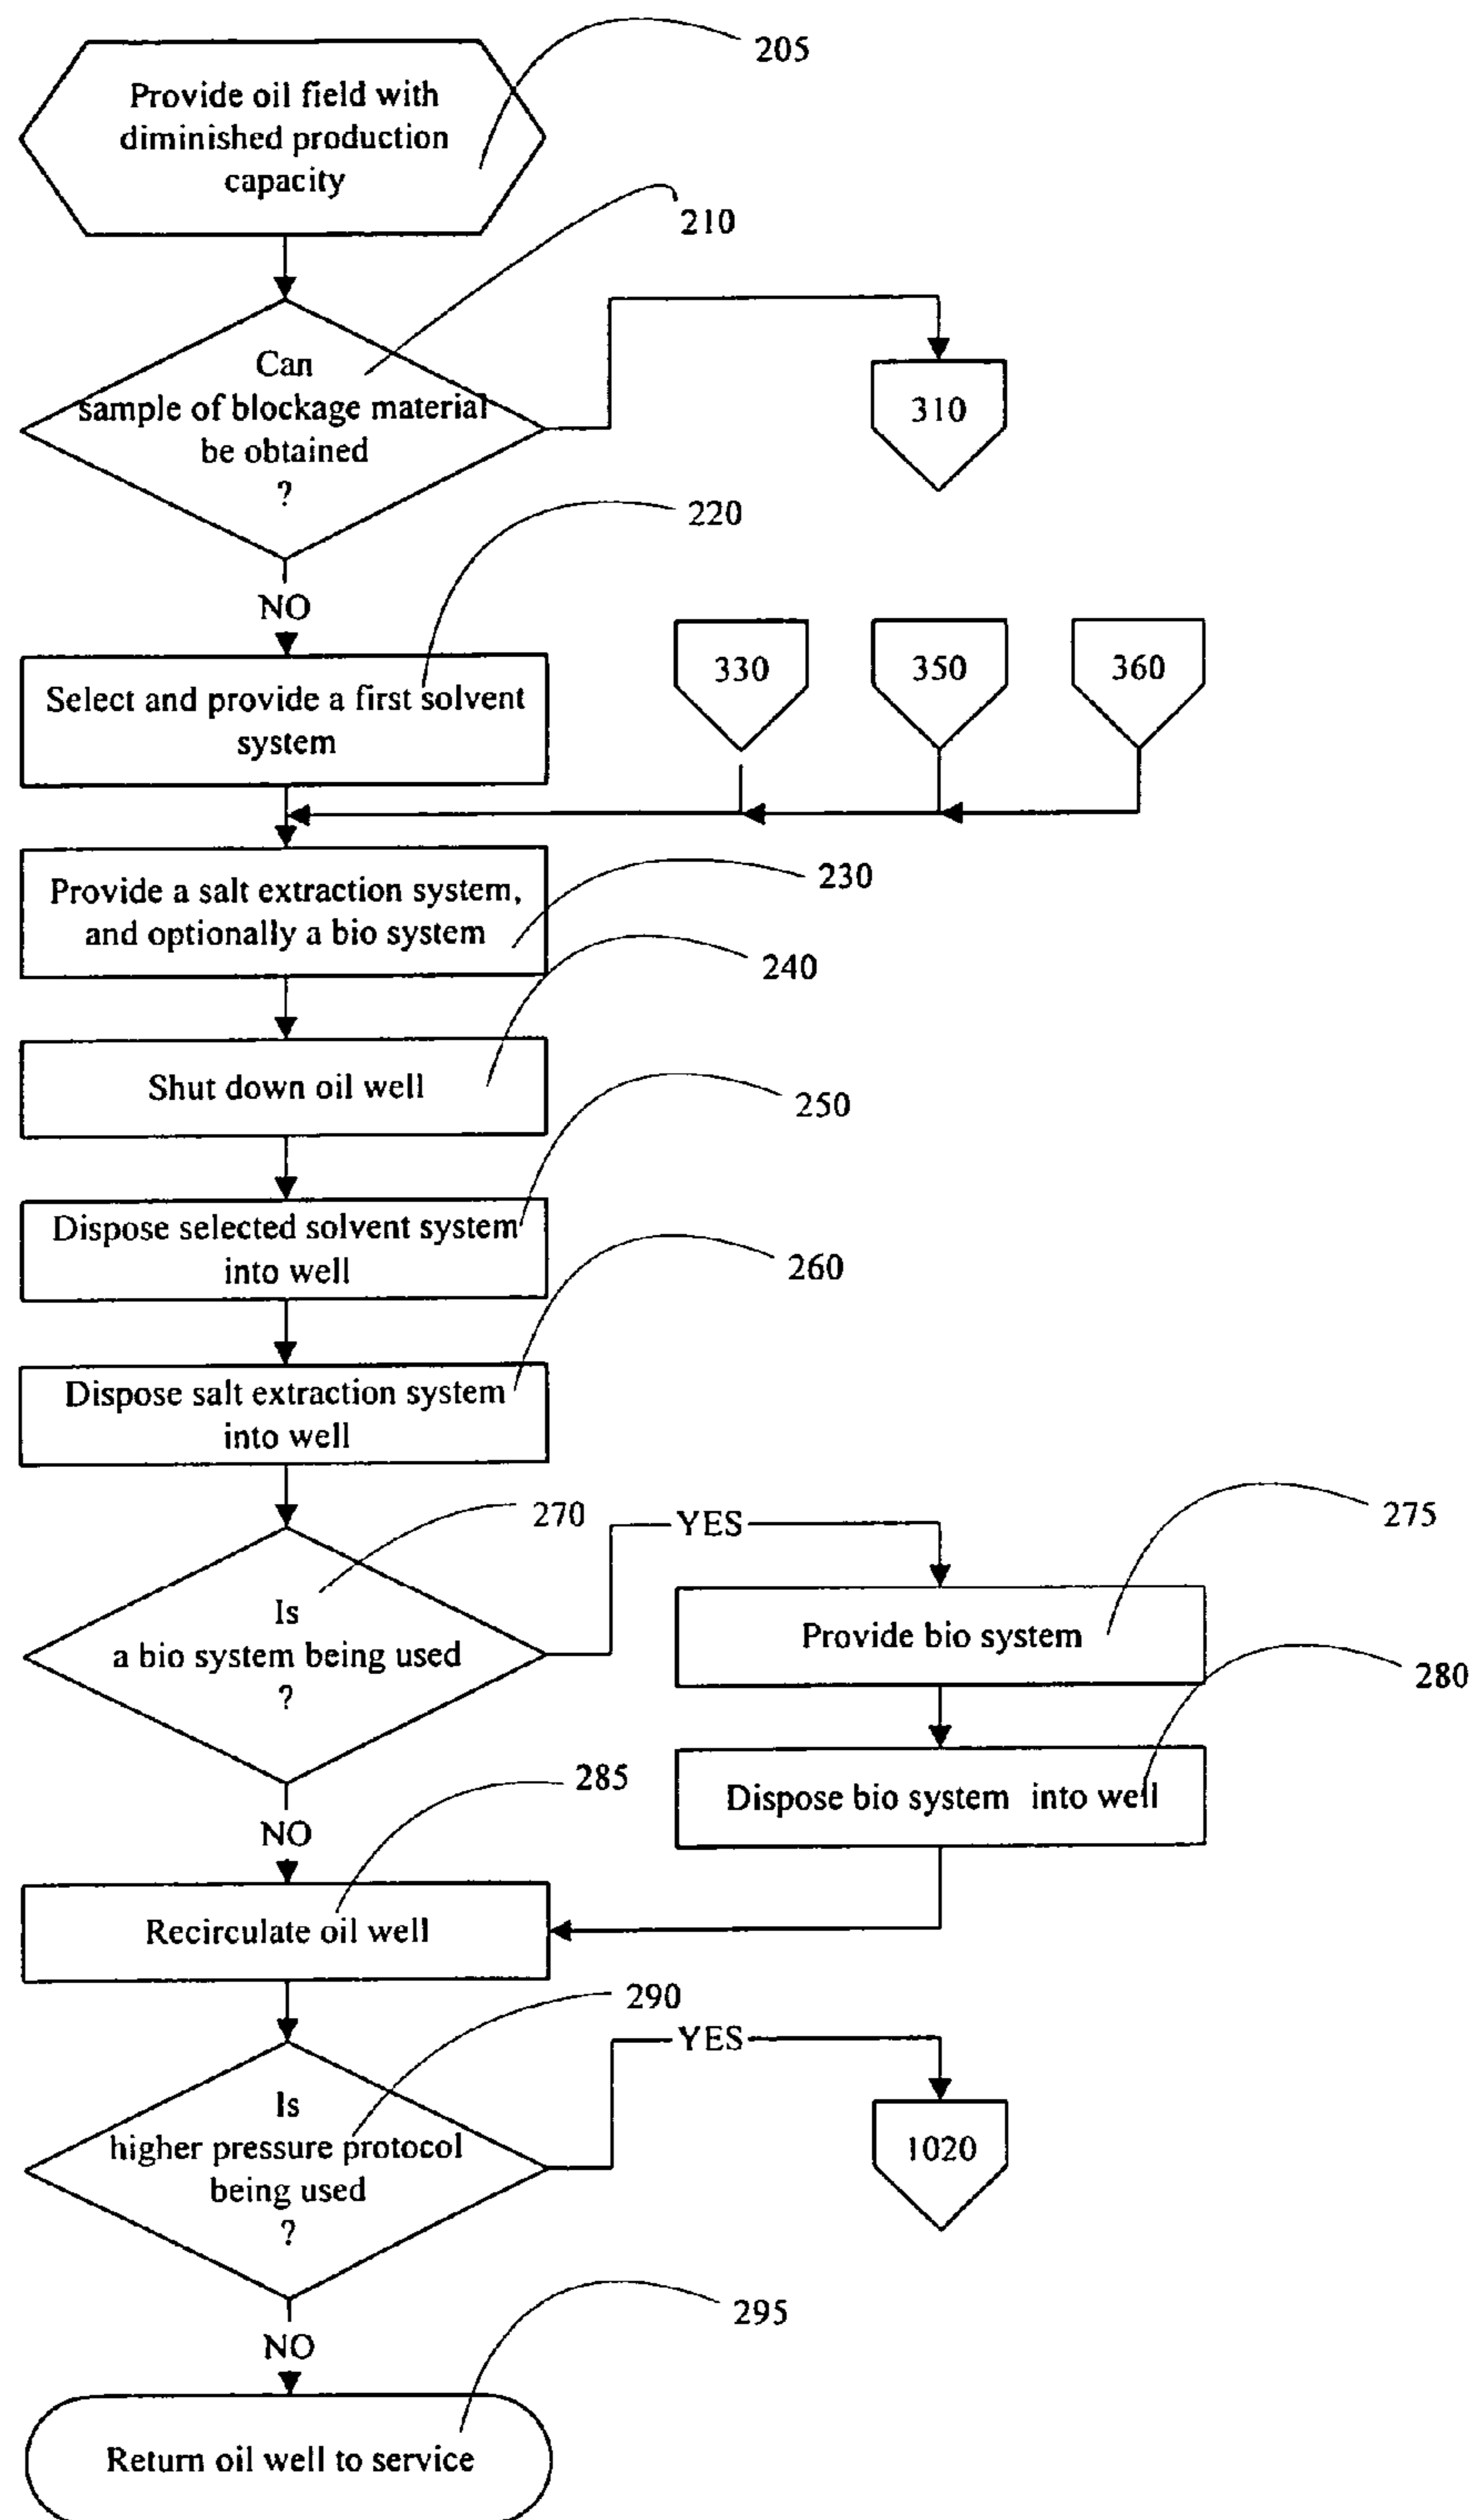 205
Provide oil field with
diminished production
capacity
210
Can
sample of blockage material
be obtained
?
310
220
NO
Select and provide a first solvent
system
330
350
360
Provide a salt extraction system,
and optionally a bio system
230
240
Shut down oil well
250
Dispose selected solvent system
into well
260
Dispose salt extraction system
into well
270
YES
275
Is
a bio system being used
?
Provide bio system
280
285
Dispose bio system into well
NO
Recirculate oil well
290
YES
Is
higher pressure protocol
being used
?
1020
295
NO
Return oil well to service